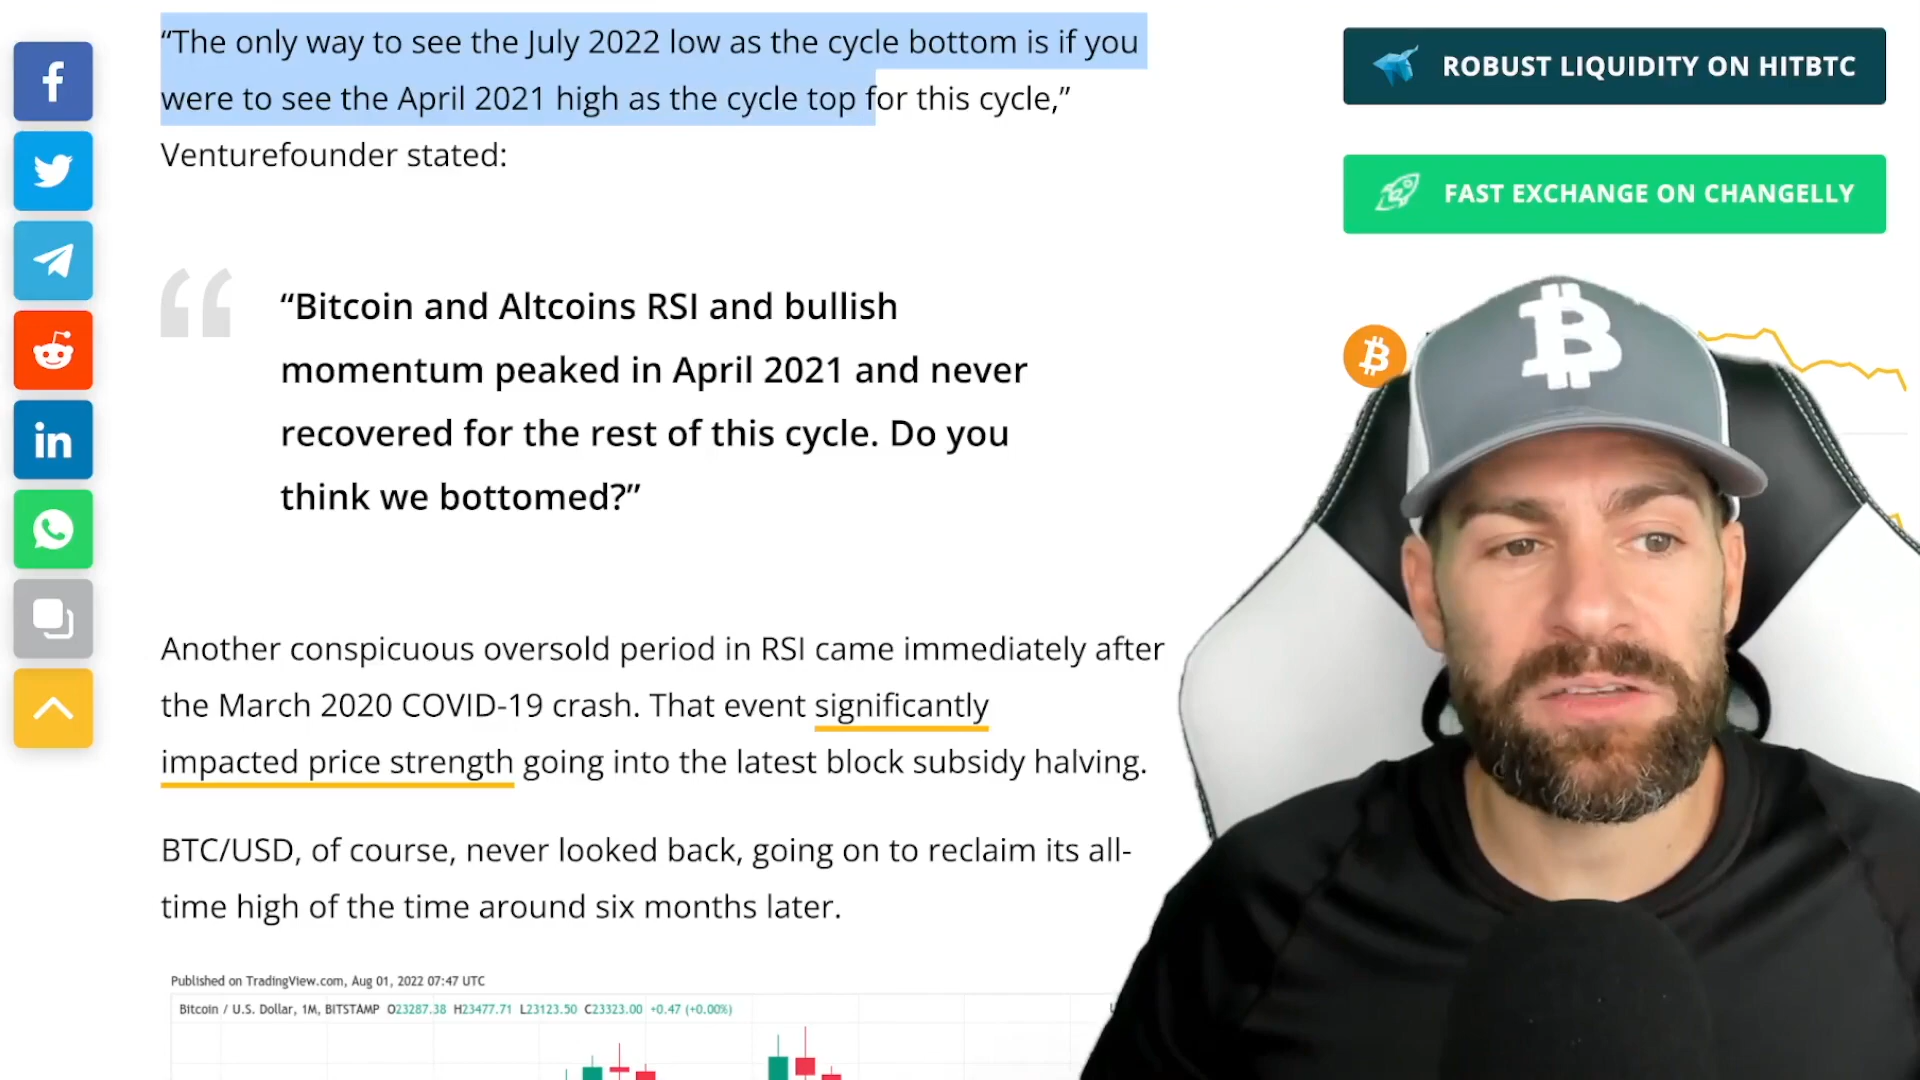 “The only way to see the July 2022 low as the cycle bottom is if you
were to see the April 2021 high as the cycle top for this cycle,”
Venturefounder stated:
“Bitcoin and Altcoins RSI and bullish
momentum peaked in April 2021 and never
recovered for the rest of this cycle. Do you
think we bottomed?”
Another conspicuous oversold period in RSI came immediately after
the March 2020 COVID-19 crash. That event significantly
impacted price strength going into the latest block subsidy halving.
BTC/USD, of course, never looked back, going on to reclaim its all-
time high of the time around six months later.
Published on TradingView.com, Aug 01, 2022 07:47 UTC
Bitcoin / U.S. Dollar, 1M, BITSTAMP O23287.38 H23477.71 L23123.50 C23323.00 +0.47 (+0.00%)
ROBUST LIQUIDITY ON HITBTC
FAST EXCHANGE ON CHANGELLY